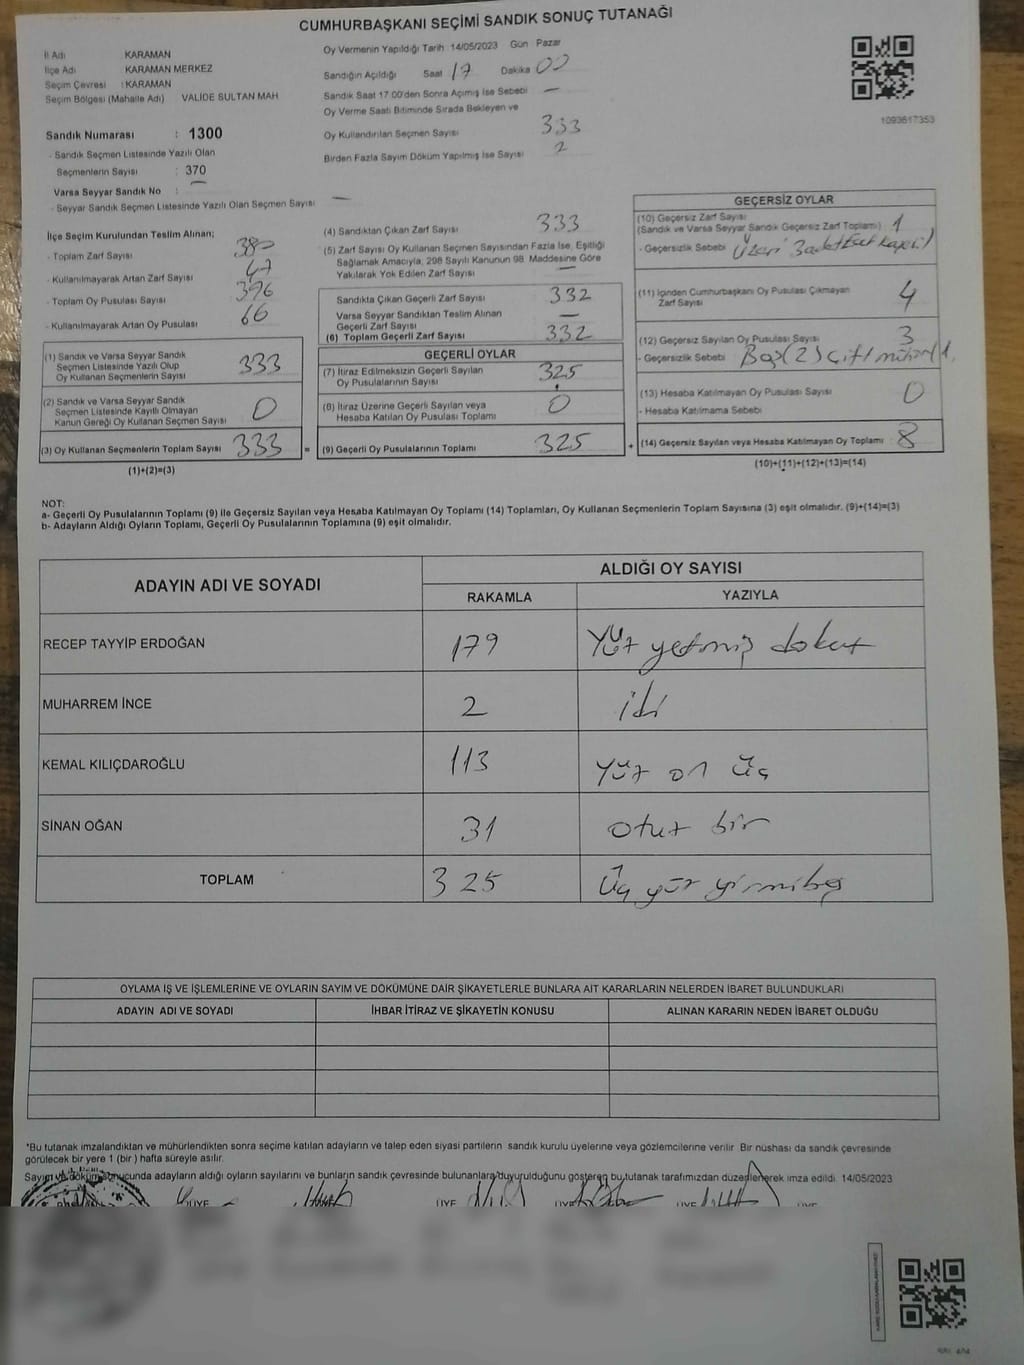 CUMHURBAŞKANI SEÇİMİ SANDIK SONUÇ TUTANAĞI
İl Adı KARAMAN
İlçe Adı KARAMAN MERKEZ
Seçim Çevresi : KARAMAN
Seçim Bölgesi (Mahalle Adı) VALİDE SULTAN MAH
Sandık Numarası : 1300
- Sandık Seçmen Listesinde Yazılı Olan
Seçmenlerin Sayısı : 370
Varsa Seyyar Sandık No : —
- Seyyar Sandık Seçmen Listesinde Yazılı Olan Seçmen Sayısı : —
Oy Vermenin Yapıldığı Tarih 14/05/2023 Gün Pazar
Sandığın Açıldığı Saat 17 Dakika 00
Sandık Saat 17:00'den Sonra Açımış İse Sebebi —
Oy Verme Saati Bitiminde Sırada Bekleyen ve
Oy Kullandırılan Seçmen Sayısı 333
Birden Fazla Sayım Döküm Yapılmış İse Sayısı 2
1093617353
İlçe Seçim Kurulundan Teslim Alınan;
- Toplam Zarf Sayısı 380
- Kullanılmayarak Artan Zarf Sayısı 47
- Toplam Oy Pusulası Sayısı 396
- Kullanılmayarak Artan Oy Pusulası 66
(1) Sandık ve Varsa Seyyar Sandık
Seçmen Listesinde Yazılı Olup
Oy Kullanan Seçmenlerin Sayısı 333
(2) Sandık ve Varsa Seyyar Sandık
Seçmen Listesinde Kayıtlı Olmayan
Kanun Gereği Oy Kullanan Seçmen Sayısı 0
(3) Oy Kullanan Seçmenlerin Toplam Sayısı 333
(1)+(2)=(3)
(4) Sandıktan Çıkan Zarf Sayısı 333
(5) Zarf Sayısı Oy Kullanan Seçmen Sayısından Fazla İse, Eşitliği
Sağlamak Amacıyla, 298 Sayılı Kanunun 98. Maddesine Göre
Yakılarak Yok Edilen Zarf Sayısı —
Sandıkta Çıkan Geçerli Zarf Sayısı 332
Varsa Seyyar Sandıktan Teslim Alınan
Geçerli Zarf Sayısı —
(6) Toplam Geçerli Zarf Sayısı 332
GEÇERLİ OYLAR
(7) İtiraz Edilmeksizin Geçerli Sayılan
Oy Pusulalarının Sayısı 325
(8) İtiraz Üzerine Geçerli Sayılan veya
Hesaba Katılan Oy Pusulası Toplamı 0
= (9) Geçerli Oy Pusulalarının Toplamı 325 +
GEÇERSİZ OYLAR
(10) Geçersiz Zarf Sayısı
(Sandık ve Varsa Seyyar Sandık Geçersiz Zarf Toplamı) 1
- Geçersizlik Sebebi Üzeri
(11) İçinden Cumhurbaşkanı Oy Pusulası Çıkmayan
Zarf Sayısı 4
(12) Geçersiz Sayılan Oy Pusulası Sayısı 3
- Geçersizlik Sebebi Boş(2) çift mühür(1
(13) Hesaba Katılmayan Oy Pusulası Sayısı 0
- Hesaba Katılmama Sebebi
(14) Geçersiz Sayılan veya Hesaba Katılmayan Oy Toplamı 8
(10)+(11)+(12)+(13)=(14)
NOT:
a- Geçerli Oy Pusulalarının Toplamı (9) ile Geçersiz Sayılan veya Hesaba Katılmayan Oy Toplamı (14) Toplamları, Oy Kullanan Seçmenlerin Toplam Sayısına (3) eşit olmalıdır. (9)+(14)=(3)
b- Adayların Aldığı Oyların Toplamı, Geçerli Oy Pusulalarının Toplamına (9) eşit olmalıdır.
ADAYIN ADI VE SOYADI ALDIĞI OY SAYISI
RAKAMLA YAZIYLA
RECEP TAYYİP ERDOĞAN 179 Yüz yetmiş dokuz
MUHARREM İNCE 2 iki
KEMAL KILIÇDAROĞLU 113 Yüz on üç
SİNAN OĞAN 31 otuz bir
TOPLAM 325 Üç yüz yirmibeş
OYLAMA İŞ VE İŞLEMLERİNE VE OYLARIN SAYIM VE DÖKÜMÜNE DAİR ŞİKAYETLERLE BUNLARA AİT KARARLARIN NELERDEN İBARET BULUNDUKLARI
ADAYIN ADI VE SOYADI İHBAR İTİRAZ VE ŞİKAYETİN KONUSU ALINAN KARARIN NEDEN İBARET OLDUĞU
*Bu tutanak imzalandıktan ve mühürlendikten sonra seçime katılan adayların ve talep eden siyasi partilerin sandık kurulu üyelerine veya gözlemcilerine verilir. Bir nüshası da sandık çevresinde
görülecek bir yere 1 (bir) hafta süreyle asılır.
Sayım ve döküm sonucunda adayların aldığı oyların sayılarını ve bunların sandık çevresinde bulunanlara duyurulduğunu gösteren bu tutanak tarafımızdan düzenlenerek imza edildi. 14/05/2023
ÜYE ÜYE ÜYE ÜYE ÜYE